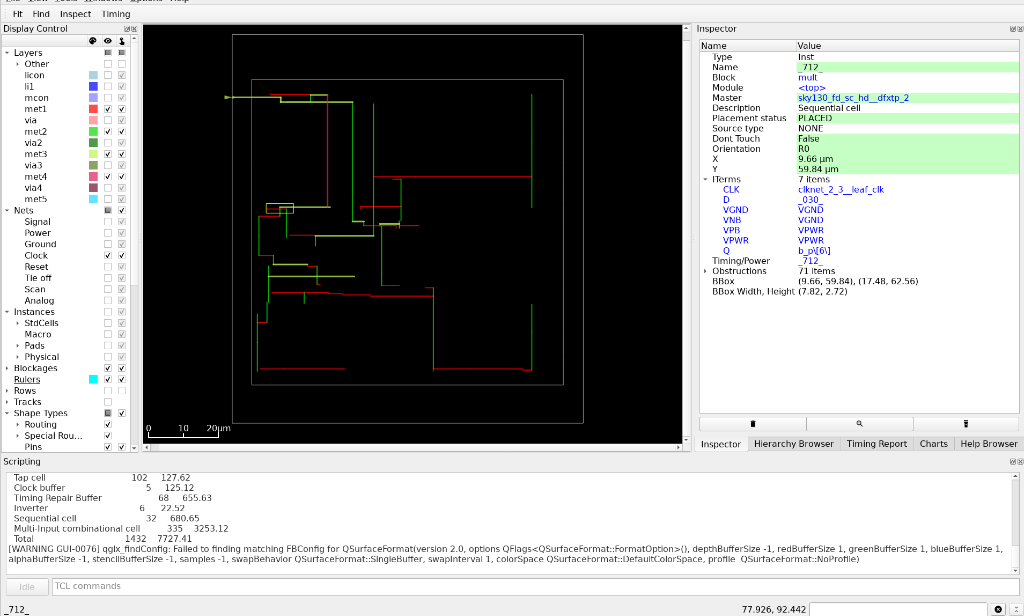 Fit Find Inspect Timing
Display Control
Layers
Other
licon
li1
mcon
met1
via
met2
via2
met3
via3
met4
via4
met5
Nets
Signal
Power
Ground
Clock
Reset
Tie off
Scan
Analog
Instances
StdCells
Macro
Pads
Physical
Blockages
Rulers
Rows
Tracks
Shape Types
Routing
Special Rou...
Pins
0 10 20μm
Inspector
Name Value
Type Inst
Name _712_
Block mult
Module <top>
Master sky130_fd_sc_hd__dfxtp_2
Description Sequential cell
Placement status PLACED
Source type NONE
Dont Touch False
Orientation R0
X 9.66 μm
Y 59.84 μm
ITerms 7 items
CLK clknet_2_3__leaf_clk
D _030_
VGND VGND
VNB VGND
VPB VPWR
VPWR VPWR
Q b_p\[6\]
Timing/Power _712_
Obstructions 71 items
BBox (9.66, 59.84), (17.48, 62.56)
BBox Width, Height (7.82, 2.72)
Inspector Hierarchy Browser Timing Report Charts Help Browser
Scripting
Tap cell 102 127.62
Clock buffer 5 125.12
Timing Repair Buffer 68 655.63
Inverter 6 22.52
Sequential cell 32 680.65
Multi-Input combinational cell 335 3253.12
Total 1432 7727.41
[WARNING GUI-0076] qglx_findConfig: Failed to finding matching FBConfig for QSurfaceFormat(version 2.0, options QFlags<QSurfaceFormat::FormatOption>(), depthBufferSize -1, redBufferSize 1, greenBufferSize 1, blueBufferSize 1,
alphaBufferSize -1, stencilBufferSize -1, samples -1, swapBehavior QSurfaceFormat::SingleBuffer, swapInterval 1, colorSpace QSurfaceFormat::DefaultColorSpace, profile QSurfaceFormat::NoProfile)
Idle TCL commands
_712_ 77.926, 92.442